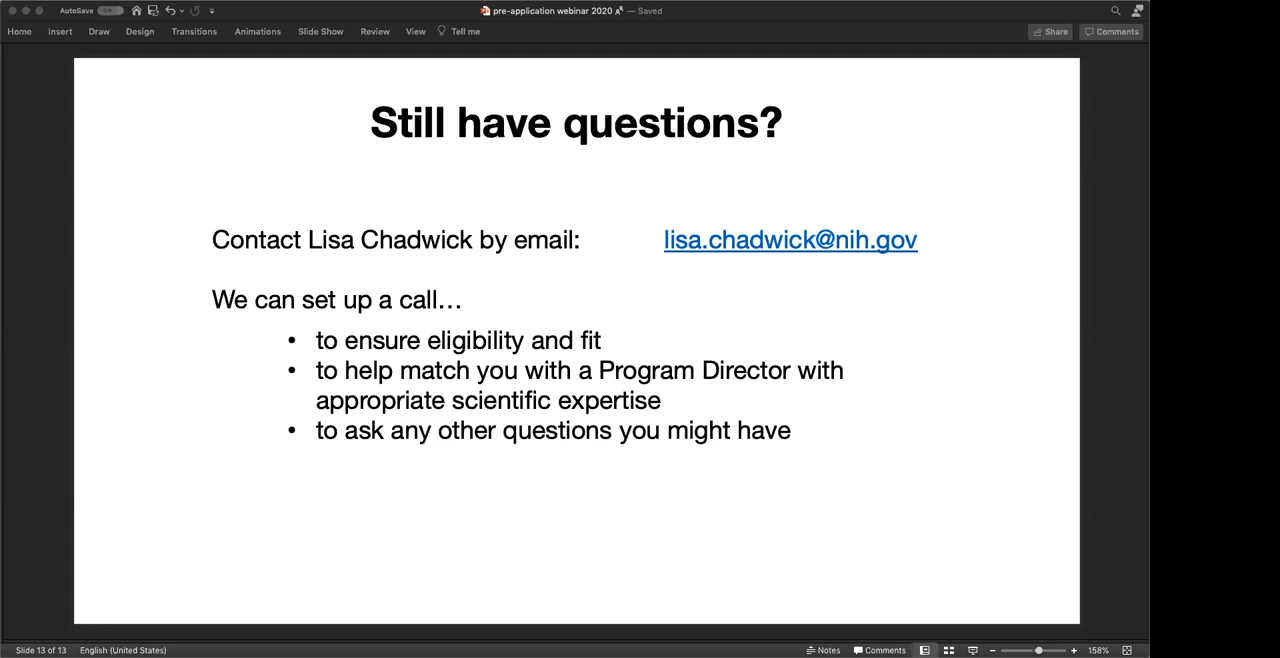 AutoSave
pre-application webinar 2020 — Saved
Home Insert Draw Design Transitions Animations Slide Show Review View Tell me Share Comments
Still have questions?
Contact Lisa Chadwick by email: lisa.chadwick@nih.gov
We can set up a call…
• to ensure eligibility and fit
• to help match you with a Program Director with
appropriate scientific expertise
• to ask any other questions you might have
Slide 13 of 13 English (United States) Notes Comments 158%